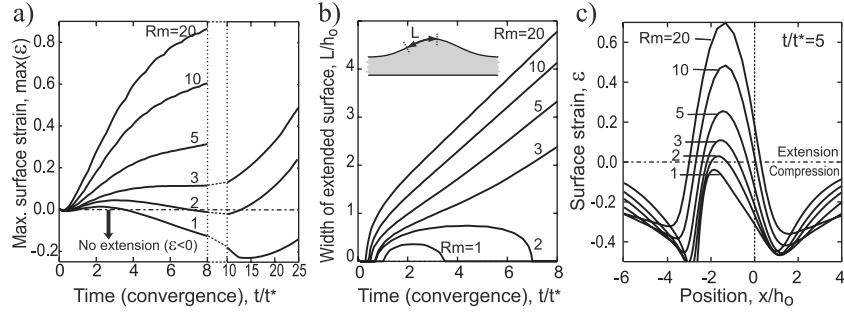 a.)
Max. surface strain, max(ε)
0.8
0.6
0.4
0.2
0.0
-0.2
Rm=20
10
5
3
2
1
No extension (ε<0)
0 2 4 6 8 10 15 20 25
Time (convergence), t/t*
b)
Width of extended surface, L/h₀
4
2
0
L
Rm=20
10
5
3
Rm=1
2
0 2 4 6 8
Time (convergence), t/t*
c)
Surface strain, ε
0.6
0.4
0.2
0.0
-0.2
-0.4
t/t*=5
Rm=20
10
5
3
2
1
Extension
Compression
-6 -4 -2 0 2 4
Position, x/h₀